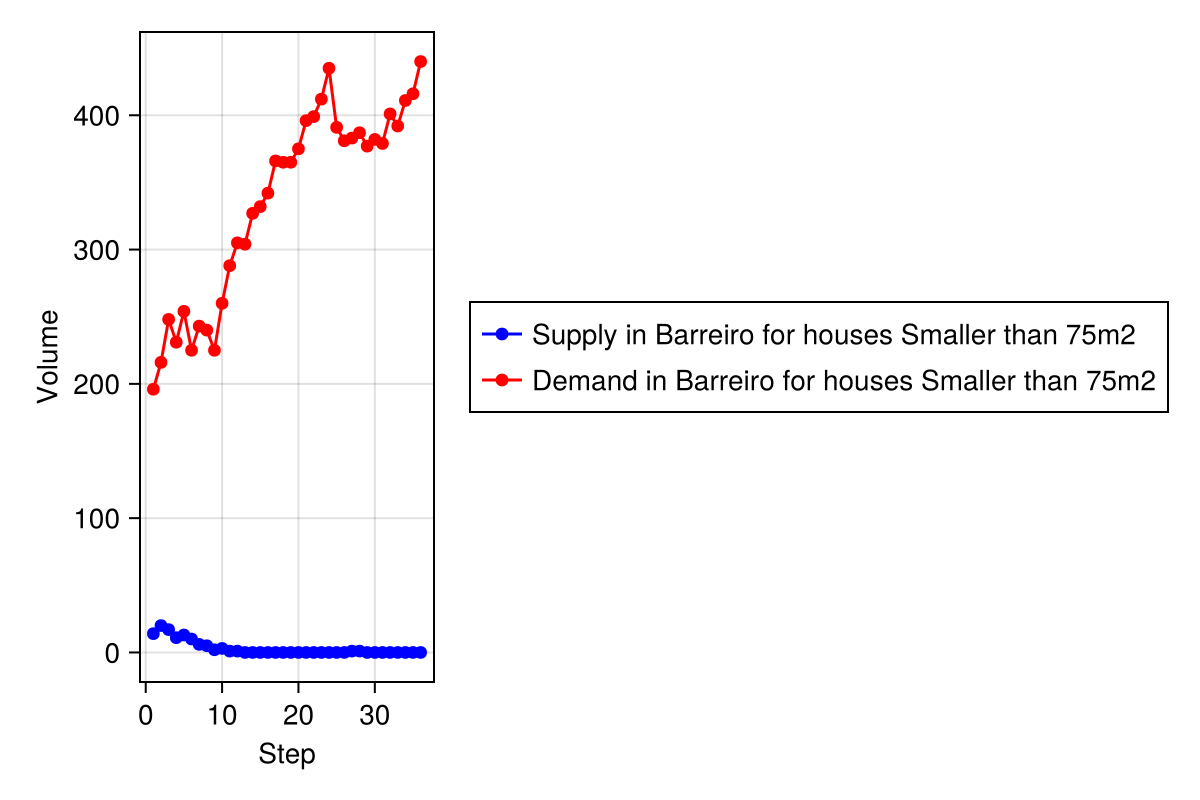 400
300
200
100
0
Volume
0 10 20 30
Step
Supply in Barreiro for houses Smaller than 75m2
Demand in Barreiro for houses Smaller than 75m2